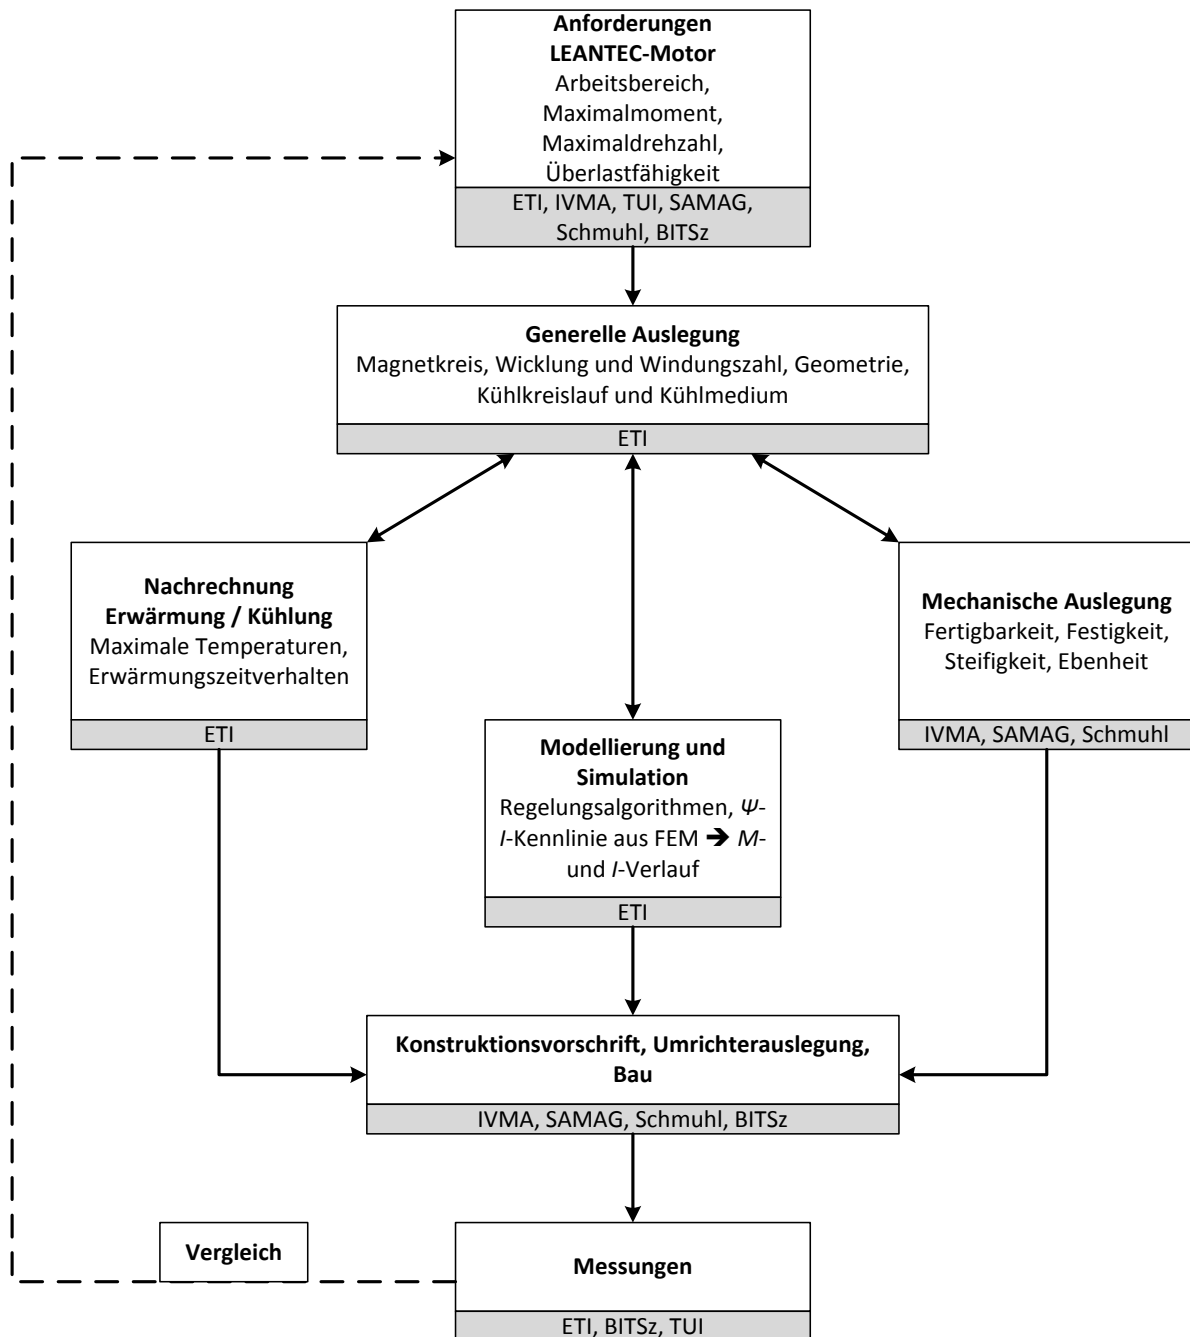 Anforderungen
LEANTEC-Motor
Arbeitsbereich,
Maximalmoment,
Maximaldrehzahl,
Überlastfähigkeit
ETI, IVMA, TUI, SAMAG,
Schmuhl, BITSz
Generelle Auslegung
Magnetkreis, Wicklung und Windungszahl, Geometrie,
Kühlkreislauf und Kühlmedium
ETI
Nachrechnung
Erwärmung / Kühlung
Maximale Temperaturen,
Erwärmungszeitverhalten
ETI
Modellierung und
Simulation
Regelungsalgorithmen, Ψ-
I-Kennlinie aus FEM ➔ M-
und I-Verlauf
ETI
Mechanische Auslegung
Fertigbarkeit, Festigkeit,
Steifigkeit, Ebenheit
IVMA, SAMAG, Schmuhl
Konstruktionsvorschrift, Umrichterauslegung,
Bau
IVMA, SAMAG, Schmuhl, BITSz
Vergleich
Messungen
ETI, BITSz, TUI